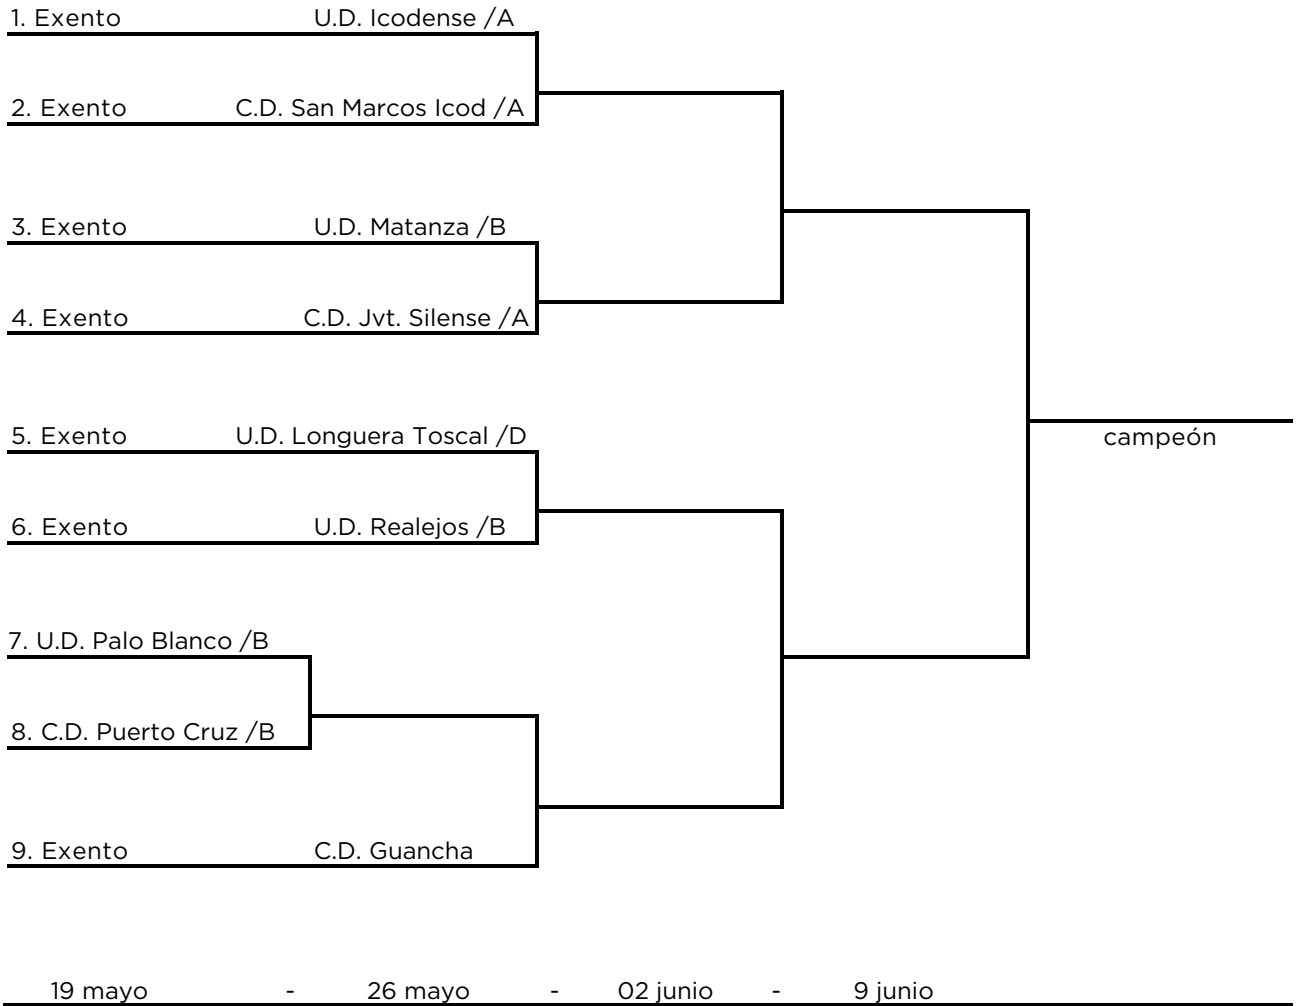 1. Exento U.D. Icodense /A
2. Exento C.D. San Marcos Icod /A
3. Exento U.D. Matanza /B
4. Exento C.D. Jvt. Silense /A
5. Exento U.D. Longuera Toscal /D
campeón
6. Exento U.D. Realejos /B
7. U.D. Palo Blanco /B
8. C.D. Puerto Cruz /B
9. Exento C.D. Guancha
19 mayo - 26 mayo - 02 junio - 9 junio